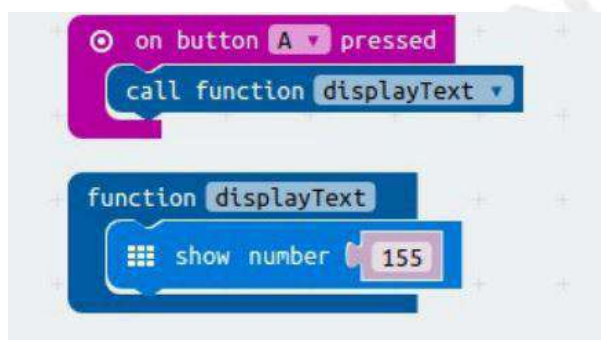 on button A pressed
call function displayText
function displayText
show number 155